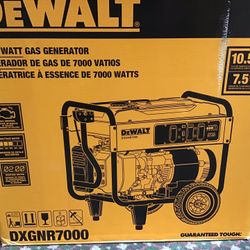 DEWALT
WATT GAS GENERATOR
ERADOR DE GAS DE 7000 VATIOS
ÉRATRICE À ESSENCE DE 7000 WATTS
10.5
7.5
DEWALT
DXGNR7000
GUARANTEED TOUGH.